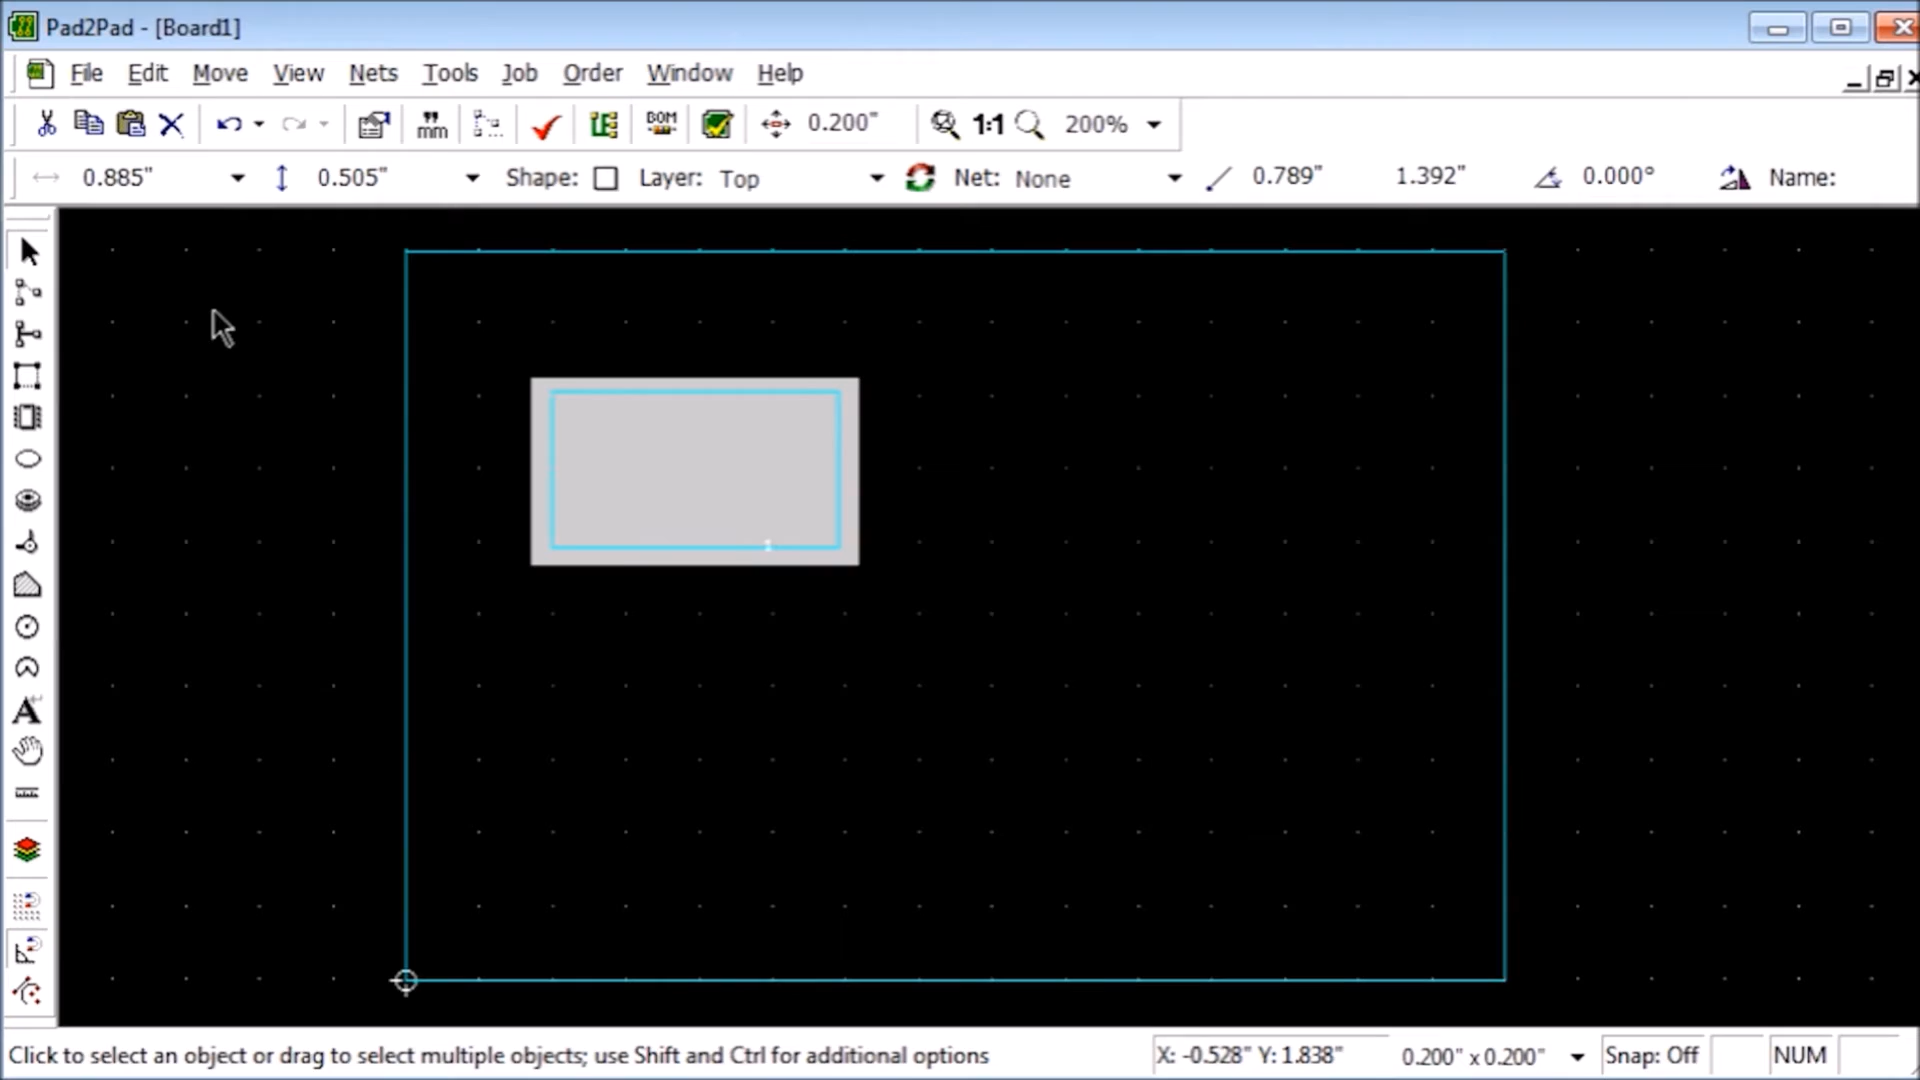 Pad2Pad - [Board1]
File Edit Move View Nets Tools Job Order Window Help
mm BOM 0.200" 1:1 200%
0.885" 0.505" Shape: Layer: Top Net: None 0.789" 1.392" 0.000° Name:
1
A
Click to select an object or drag to select multiple objects; use Shift and Ctrl for additional options X: -0.528" Y: 1.838" 0.200" x 0.200" Snap: Off NUM